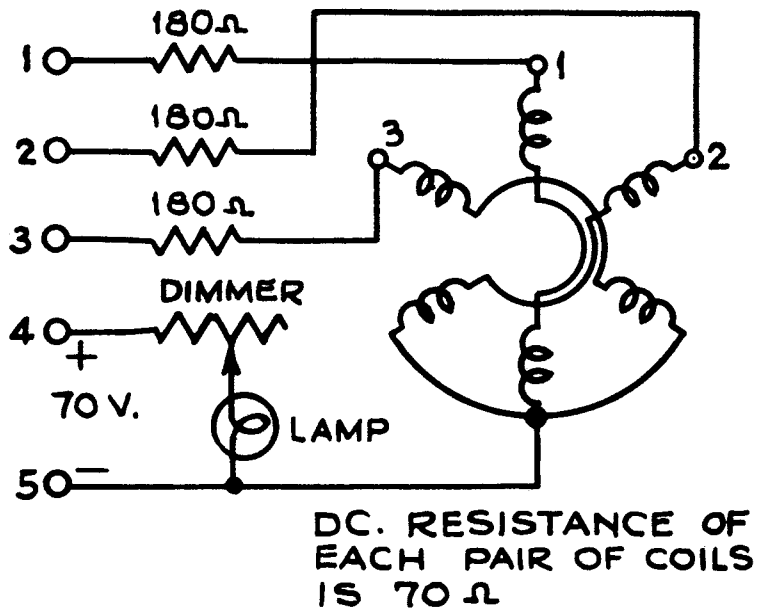 180Ω
1
1
180Ω
2
3
2
180Ω
3
DIMMER
4
+
70 V.
LAMP
5 −
DC. RESISTANCE OF
EACH PAIR OF COILS
IS 70 Ω